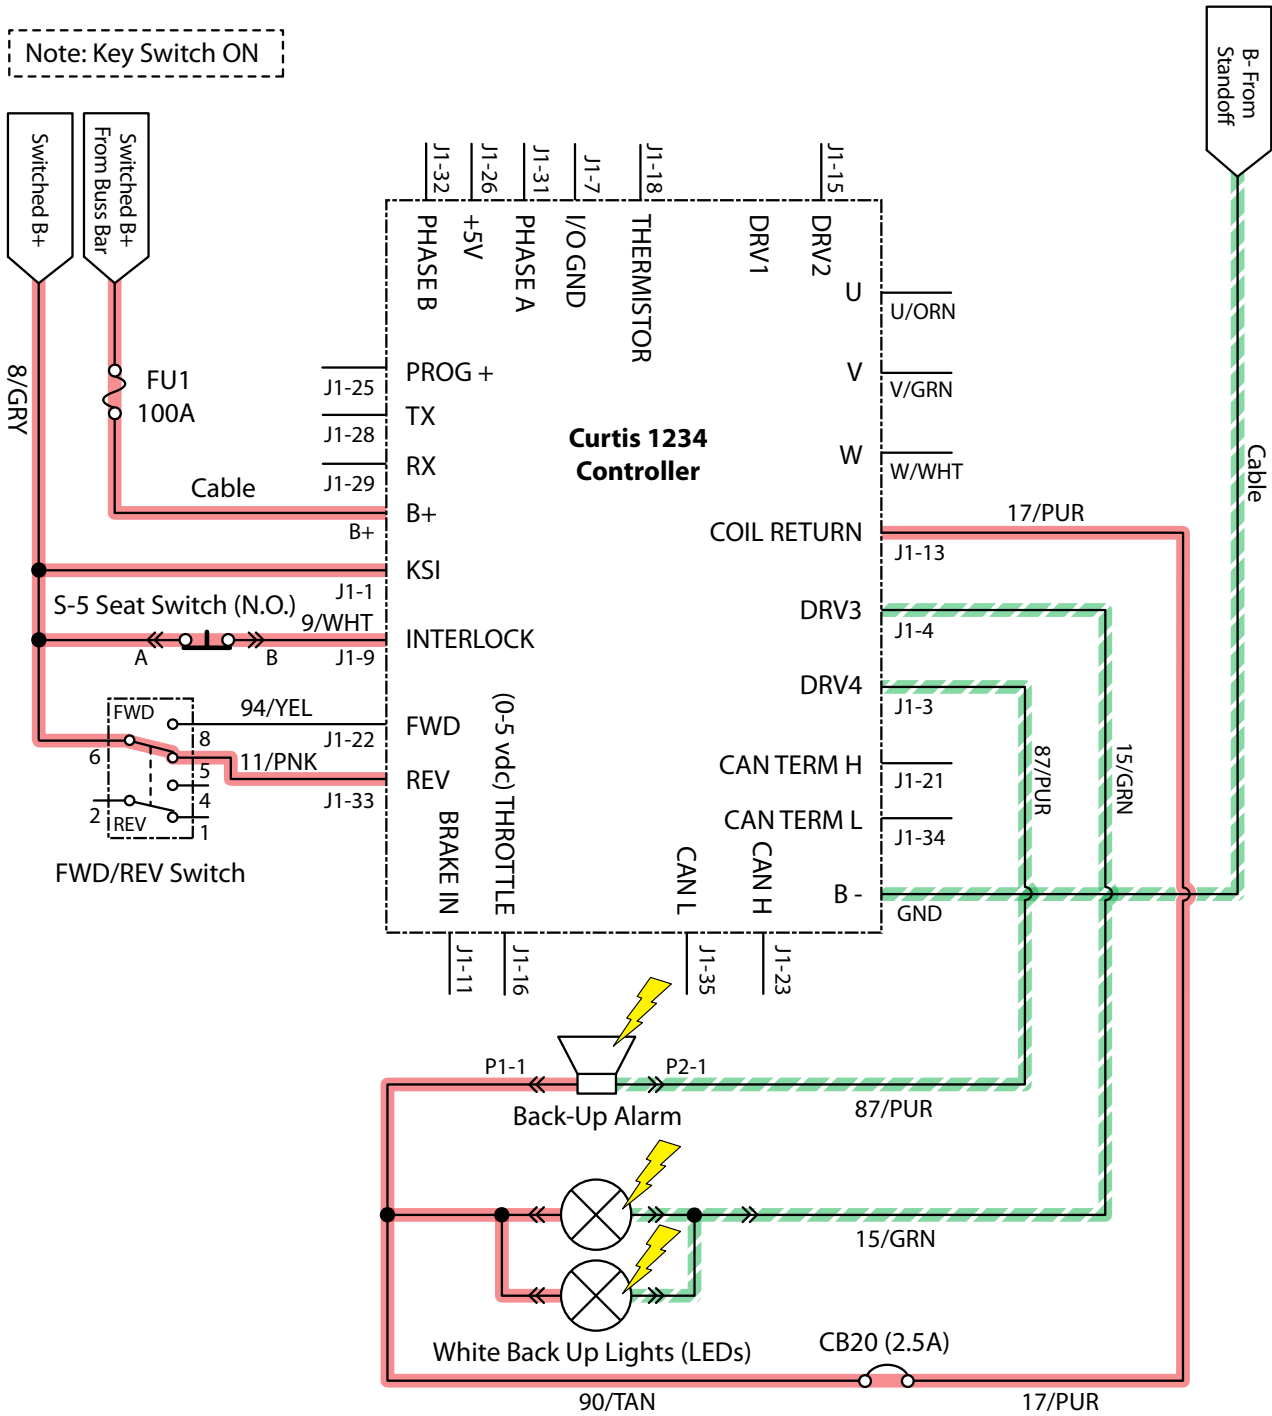 Note: Key Switch ON
B- From
Standoff
Switched B+
Switched B+
From Buss Bar
J1-32
J1-26
J1-31
J1-7
J1-18
J1-15
PHASE B
+5V
PHASE A
I/O GND
THERMISTOR
DRV1
DRV2
U
U/ORN
8/GRY
FU1
100A
PROG +
J1-25
V
V/GRN
TX
J1-28
Curtis 1234
Controller
RX
J1-29
W
W/WHT
Cable
Cable
B+
B+
17/PUR
COIL RETURN
J1-13
KSI
J1-1
S-5 Seat Switch (N.O.)
9/WHT
DRV3
J1-4
A
B
J1-9
INTERLOCK
DRV4
J1-3
FWD
94/YEL
8
J1-22
FWD
(0-5 vdc) THROTTLE
6
11/PNK
5
REV
J1-33
4
2
REV
1
87/PUR
15/GRN
CAN TERM H
J1-21
CAN TERM L
J1-34
FWD/REV Switch
BRAKE IN
CAN L
CAN H
B -
GND
J1-11
J1-16
J1-35
J1-23
P1-1
P2-1
Back-Up Alarm
87/PUR
15/GRN
White Back Up Lights (LEDs)
CB20 (2.5A)
90/TAN
17/PUR